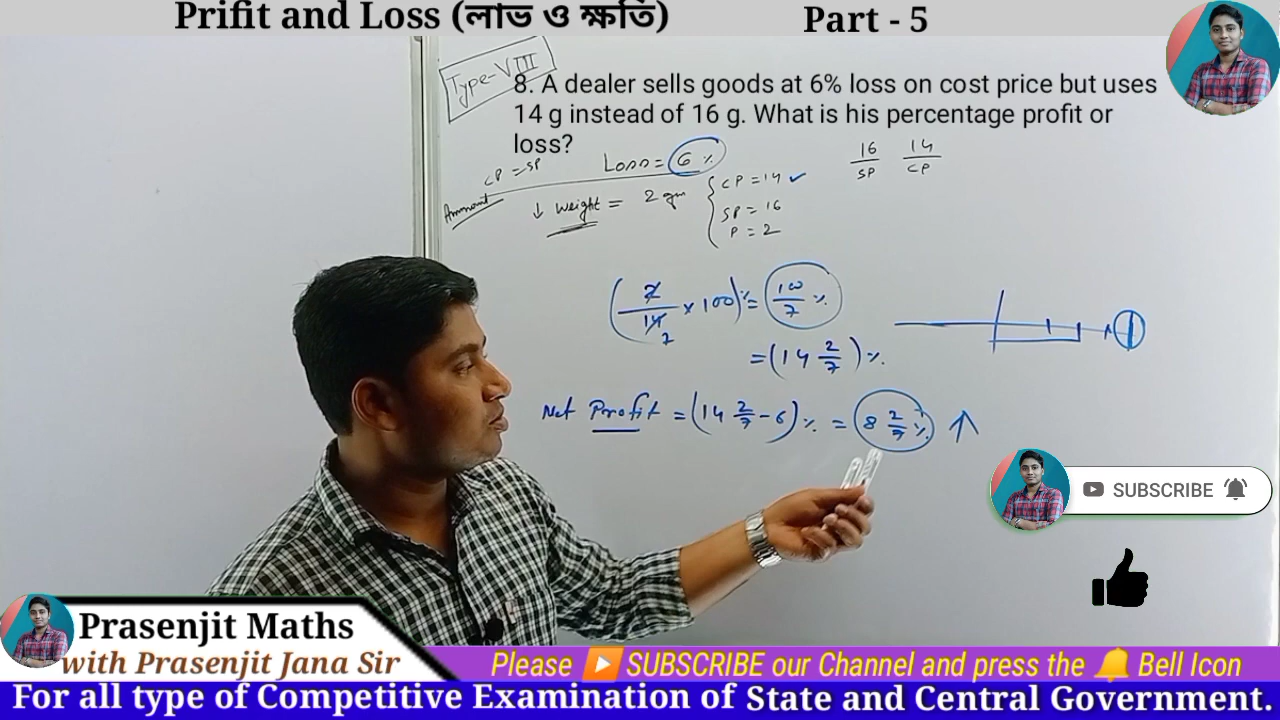 Prifit and Loss (লাভ ও ক্ষতি)
Part - 5
Type-VIII
8. A dealer sells goods at 6% loss on cost price but uses
14 g instead of 16 g. What is his percentage profit or
loss?
CP = SP
Loss = 6 %
16/SP 14/CP
Ammount
↓ Weight = 2 gm
CP = 14 ✓
SP = 16
P = 2
(2/14 × 100)% = 100/7 %
7
= (14 2/7) %
Net Profit = (14 2/7 - 6) % = 8 2/7 % ↑
SUBSCRIBE
Prasenjit Maths
with Prasenjit Jana Sir
Please ▶️ SUBSCRIBE our Channel and press the 🔔 Bell Icon
For all type of Competitive Examination of State and Central Government.